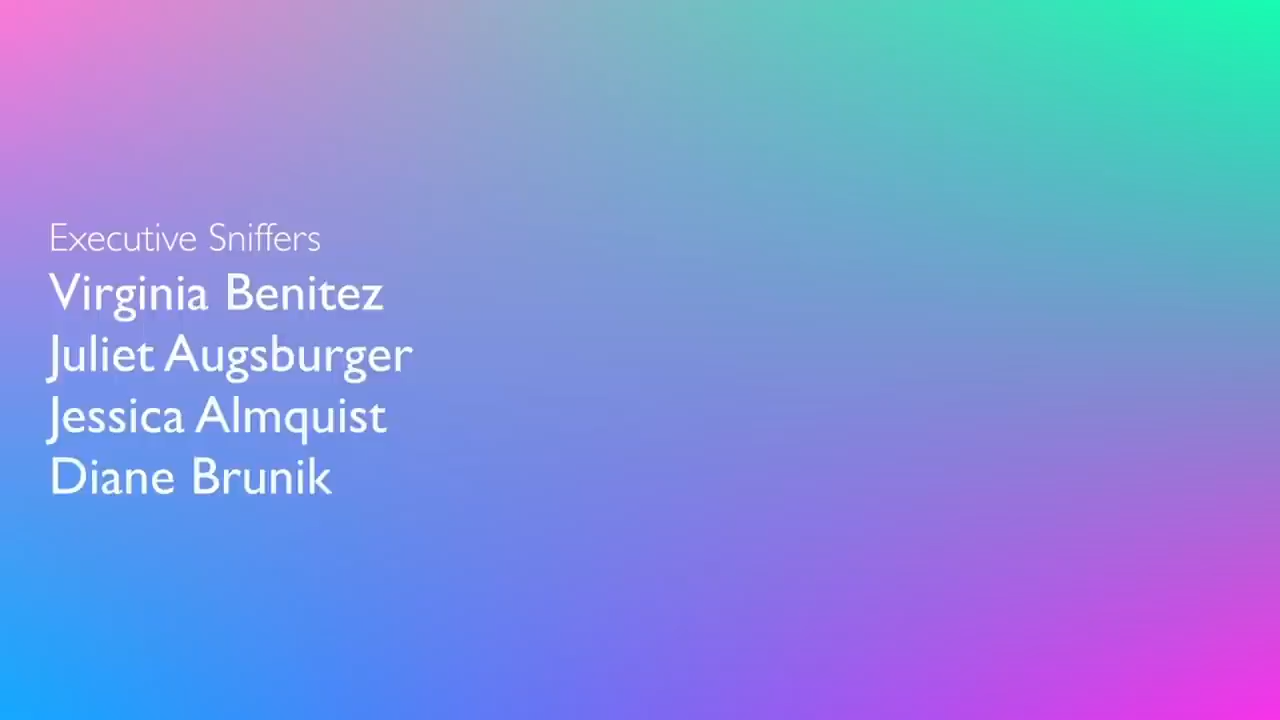 Executive Sniffers
Virginia Benitez
Juliet Augsburger
Jessica Almquist
Diane Brunik